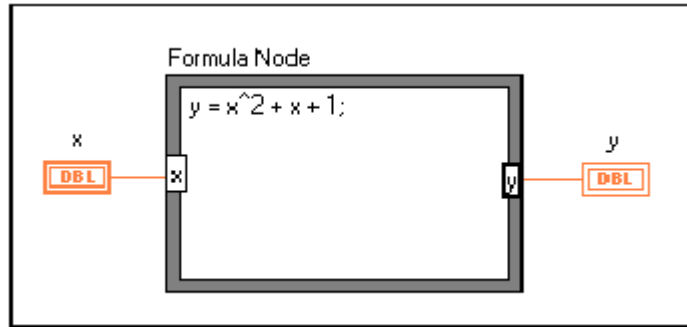 Formula Node
y = x^2 + x + 1;
x
y
DBL
x
y
DBL